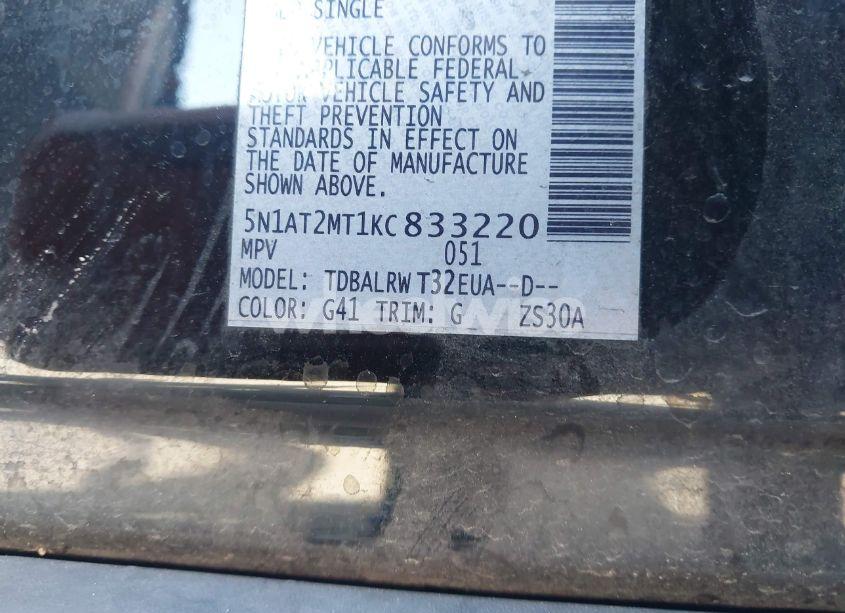 SINGLE
VEHICLE CONFORMS TO
APPLICABLE FEDERAL
MOTOR VEHICLE SAFETY AND
THEFT PREVENTION
STANDARDS IN EFFECT ON
THE DATE OF MANUFACTURE
SHOWN ABOVE.
5N1AT2MT1KC833220
MPV 051
MODEL: TDBALRW T32EUA--D--
COLOR: G41 TRIM: G ZS30A